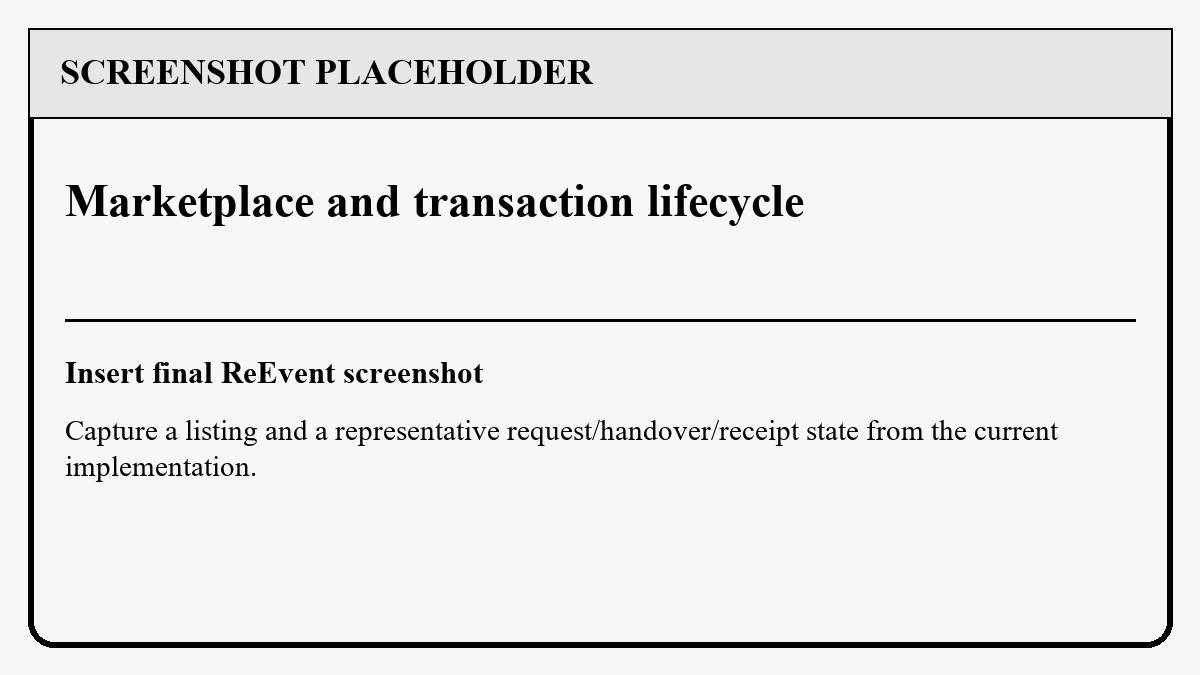 SCREENSHOT PLACEHOLDER
Marketplace and transaction lifecycle
Insert final ReEvent screenshot
Capture a listing and a representative request/handover/receipt state from the current
implementation.